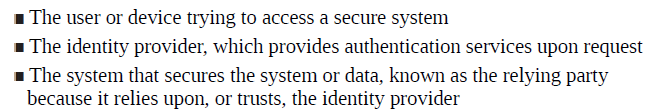 ■ The user or device trying to access a secure system
■ The identity provider, which provides authentication services upon request
■ The system that secures the system or data, known as the relying party
because it relies upon, or trusts, the identity provider